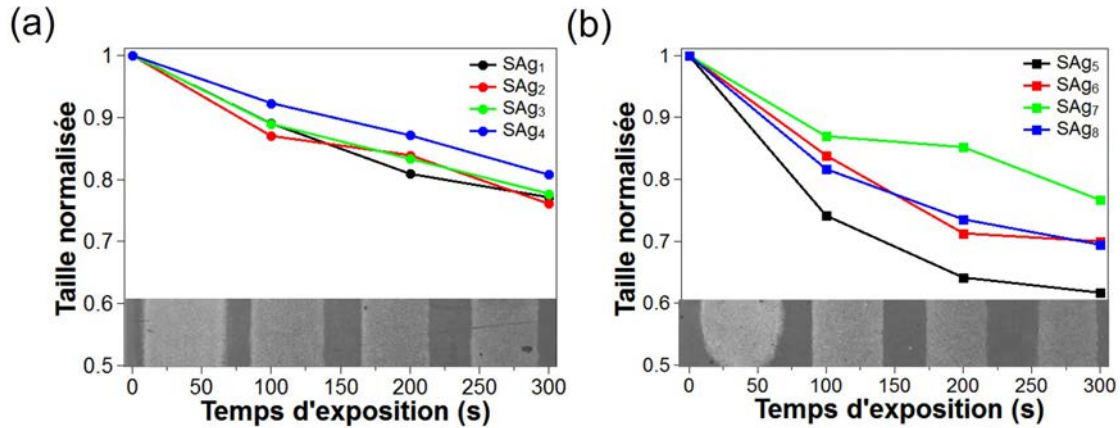 (a)
Taille normalisée
1
0.9
0.8
0.7
0.6
0.5
0
50
100
150
200
250
300
Temps d'exposition (s)
SAg₁
SAg₂
SAg₃
SAg₄
(b)
Taille normalisée
1
0.9
0.8
0.7
0.6
0.5
0
50
100
150
200
250
300
Temps d'exposition (s)
SAg₅
SAg₆
SAg₇
SAg₈